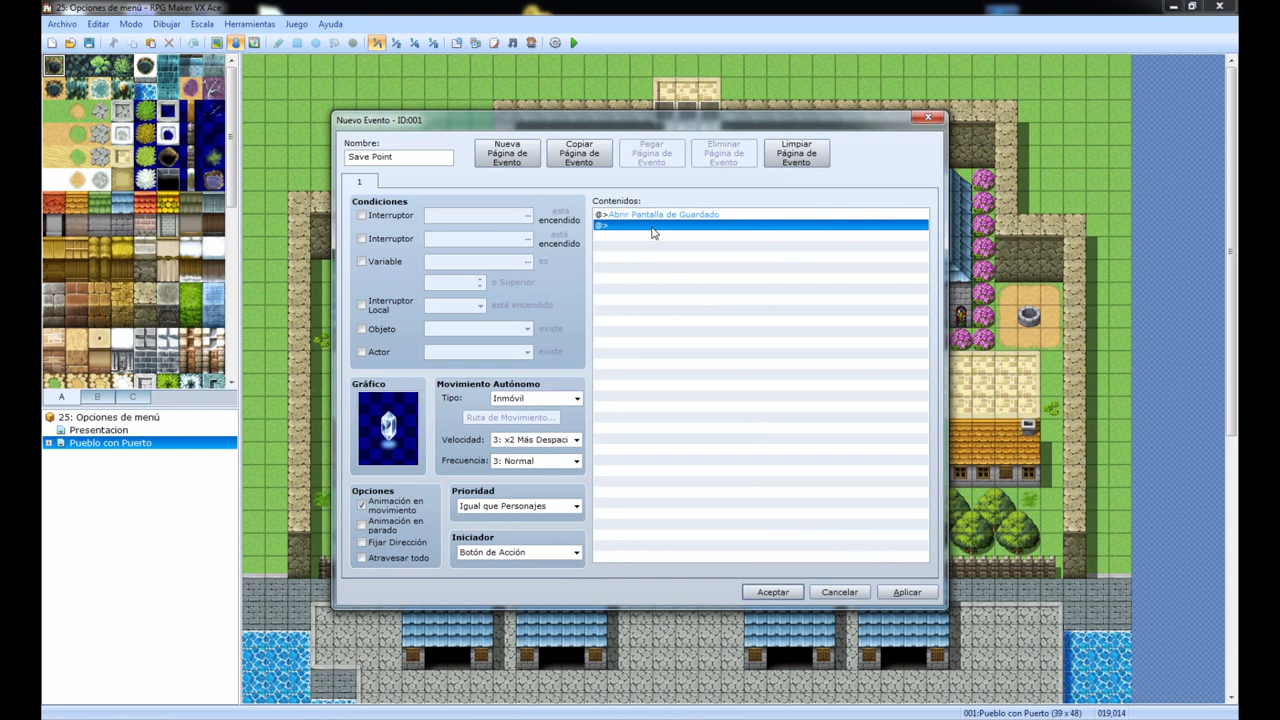 25: Opciones de menú - RPG Maker VX Ace
Archivo Editar Modo Dibujar Escala Herramientas Juego Ayuda
Nuevo Evento - ID:001
Nombre:
Save Point
Nueva Página de Evento
Copiar Página de Evento
Pegar Página de Evento
Eliminar Página de Evento
Limpiar Página de Evento
1
Condiciones
Interruptor
está encendido
Interruptor
está encendido
Variable
es
o Superior
Interruptor Local
está encendido
Objeto
existe
Actor
existe
Gráfico
Movimiento Autónomo
Tipo: Inmóvil
Ruta de Movimiento...
Velocidad: 3: x2 Más Despaci
Frecuencia: 3: Normal
Opciones
Animación en movimiento
Animación en parado
Fijar Dirección
Atravesar todo
Prioridad
Igual que Personajes
Iniciador
Botón de Acción
Contenidos:
@>Abrir Pantalla de Guardado
@>
Aceptar Cancelar Aplicar
A B C
25: Opciones de menú
Presentacion
Pueblo con Puerto
001:Pueblo con Puerto (39 x 48) 019,014